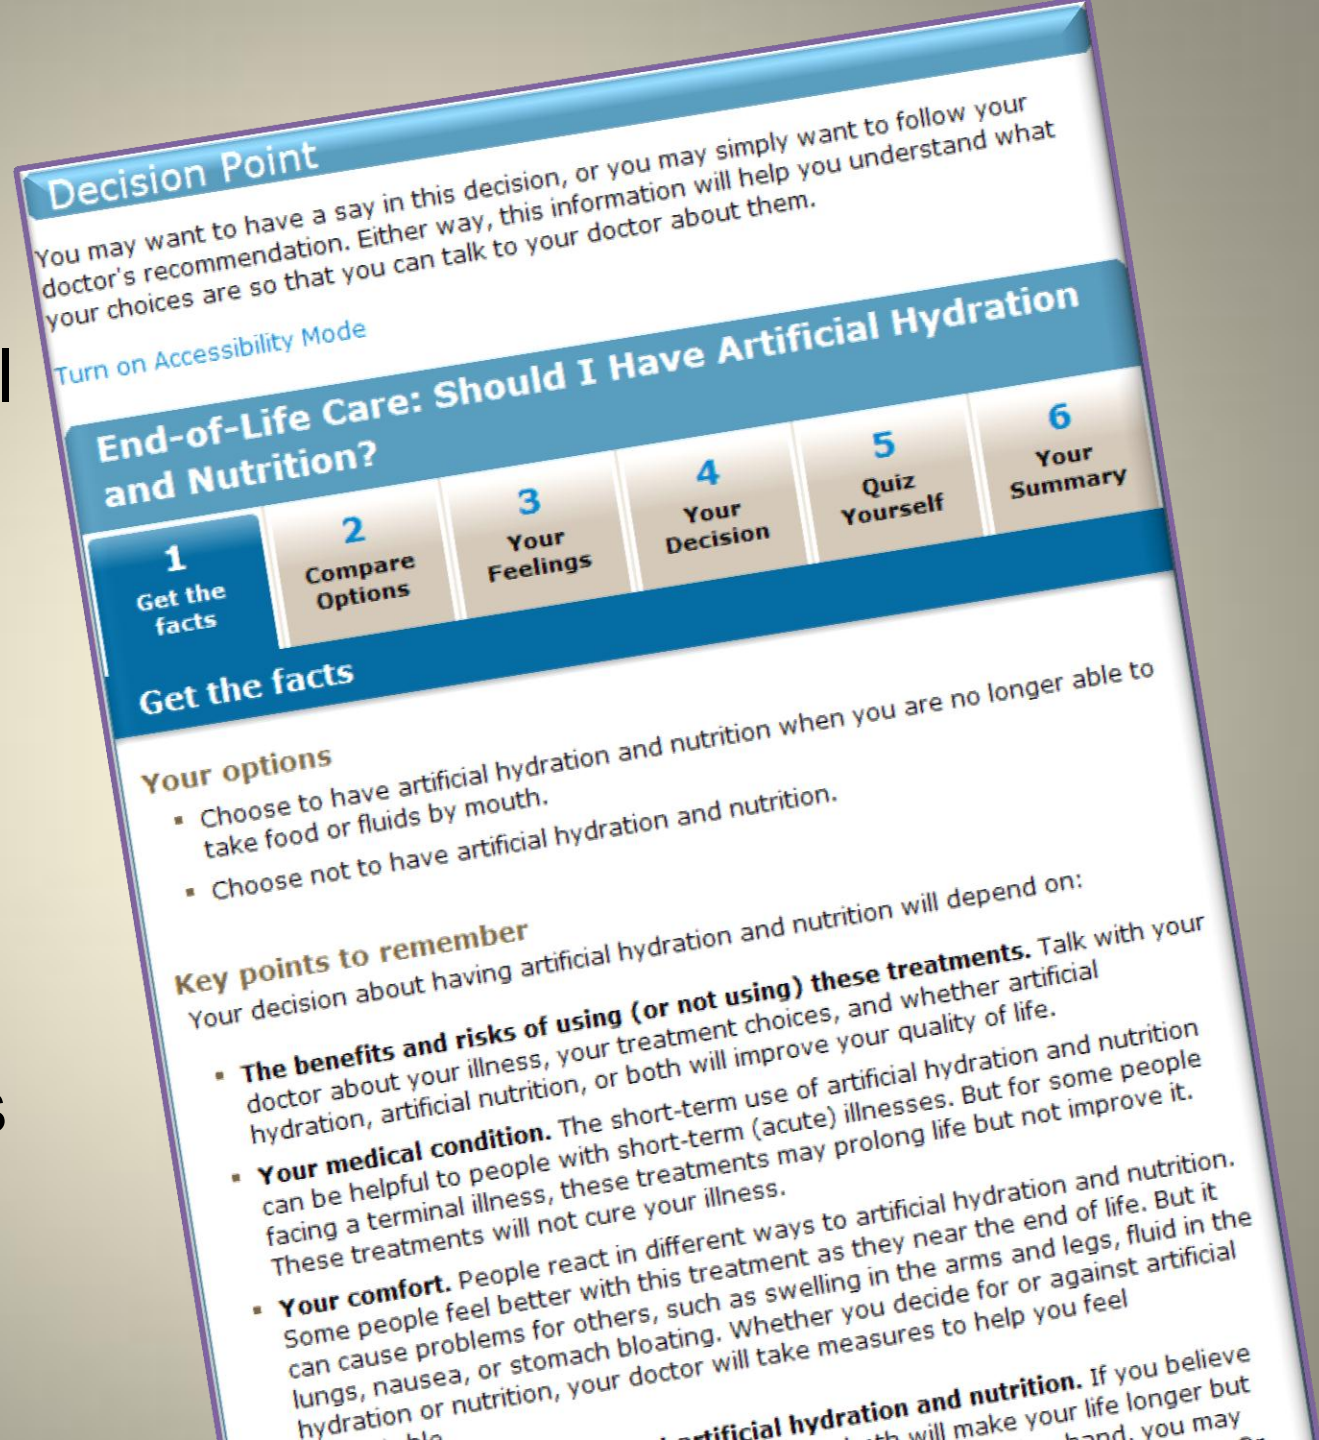 Decision Point
You may want to have a say in this decision, or you may simply want to follow your
doctor's recommendation. Either way, this information will help you understand what
your choices are so that you can talk to your doctor about them.
Turn on Accessibility Mode
End-of-Life Care: Should I Have Artificial Hydration
and Nutrition?
1
Get the
facts
2
Compare
Options
3
Your
Feelings
4
Your
Decision
5
Quiz
Yourself
6
Your
Summary
Get the facts
Your options
▪ Choose to have artificial hydration and nutrition when you are no longer able to
take food or fluids by mouth.
▪ Choose not to have artificial hydration and nutrition.
Key points to remember
Your decision about having artificial hydration and nutrition will depend on:
▪ The benefits and risks of using (or not using) these treatments. Talk with your
doctor about your illness, your treatment choices, and whether artificial
hydration, artificial nutrition, or both will improve your quality of life.
▪ Your medical condition. The short-term use of artificial hydration and nutrition
can be helpful to people with short-term (acute) illnesses. But for some people
facing a terminal illness, these treatments may prolong life but not improve it.
These treatments will not cure your illness.
▪ Your comfort. People react in different ways to artificial hydration and nutrition.
Some people feel better with this treatment as they near the end of life. But it
can cause problems for others, such as swelling in the arms and legs, fluid in the
lungs, nausea, or stomach bloating. Whether you decide for or against artificial
hydration or nutrition, your doctor will take measures to help you feel
artificial hydration and nutrition. If you believe
will make your life longer but
hand, you may